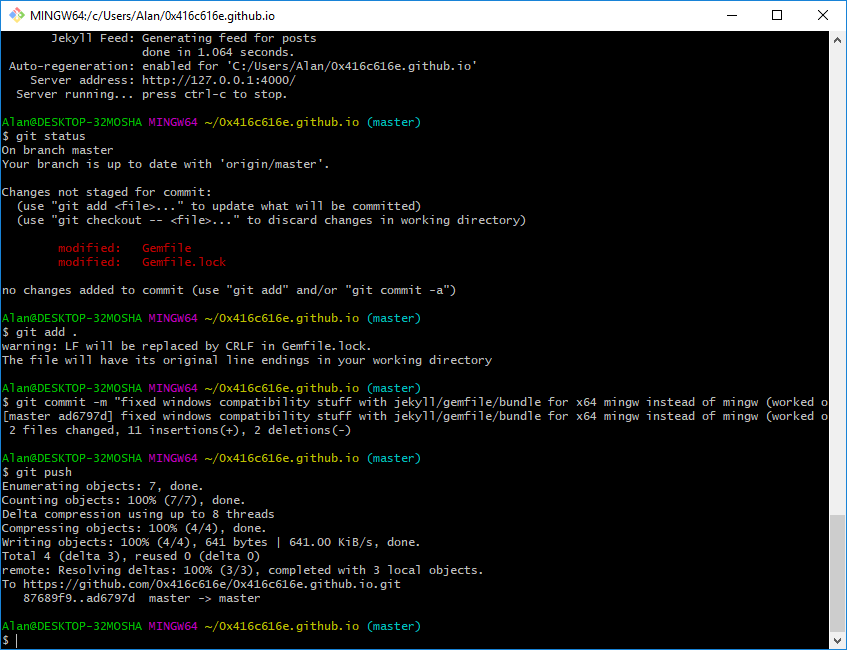 MINGW64:/c/Users/Alan/0x416c616e.github.io
Jekyll Feed: Generating feed for posts
done in 1.064 seconds.
Auto-regeneration: enabled for 'C:/Users/Alan/0x416c616e.github.io'
Server address: http://127.0.0.1:4000/
Server running... press ctrl-c to stop.
Alan@DESKTOP-32MOSHA MINGW64 ~/0x416c616e.github.io (master)
$ git status
On branch master
Your branch is up to date with 'origin/master'.
Changes not staged for commit:
(use "git add <file>..." to update what will be committed)
(use "git checkout -- <file>..." to discard changes in working directory)
modified: Gemfile
modified: Gemfile.lock
no changes added to commit (use "git add" and/or "git commit -a")
Alan@DESKTOP-32MOSHA MINGW64 ~/0x416c616e.github.io (master)
$ git add .
warning: LF will be replaced by CRLF in Gemfile.lock.
The file will have its original line endings in your working directory
Alan@DESKTOP-32MOSHA MINGW64 ~/0x416c616e.github.io (master)
$ git commit -m "fixed windows compatibility stuff with jekyll/gemfile/bundle for x64 mingw instead of mingw (worked o
[master ad6797d] fixed windows compatibility stuff with jekyll/gemfile/bundle for x64 mingw instead of mingw (worked o
2 files changed, 11 insertions(+), 2 deletions(-)
Alan@DESKTOP-32MOSHA MINGW64 ~/0x416c616e.github.io (master)
$ git push
Enumerating objects: 7, done.
Counting objects: 100% (7/7), done.
Delta compression using up to 8 threads
Compressing objects: 100% (4/4), done.
Writing objects: 100% (4/4), 641 bytes | 641.00 KiB/s, done.
Total 4 (delta 3), reused 0 (delta 0)
remote: Resolving deltas: 100% (3/3), completed with 3 local objects.
To https://github.com/0x416c616e/0x416c616e.github.io.git
87689f9..ad6797d master -> master
Alan@DESKTOP-32MOSHA MINGW64 ~/0x416c616e.github.io (master)
$